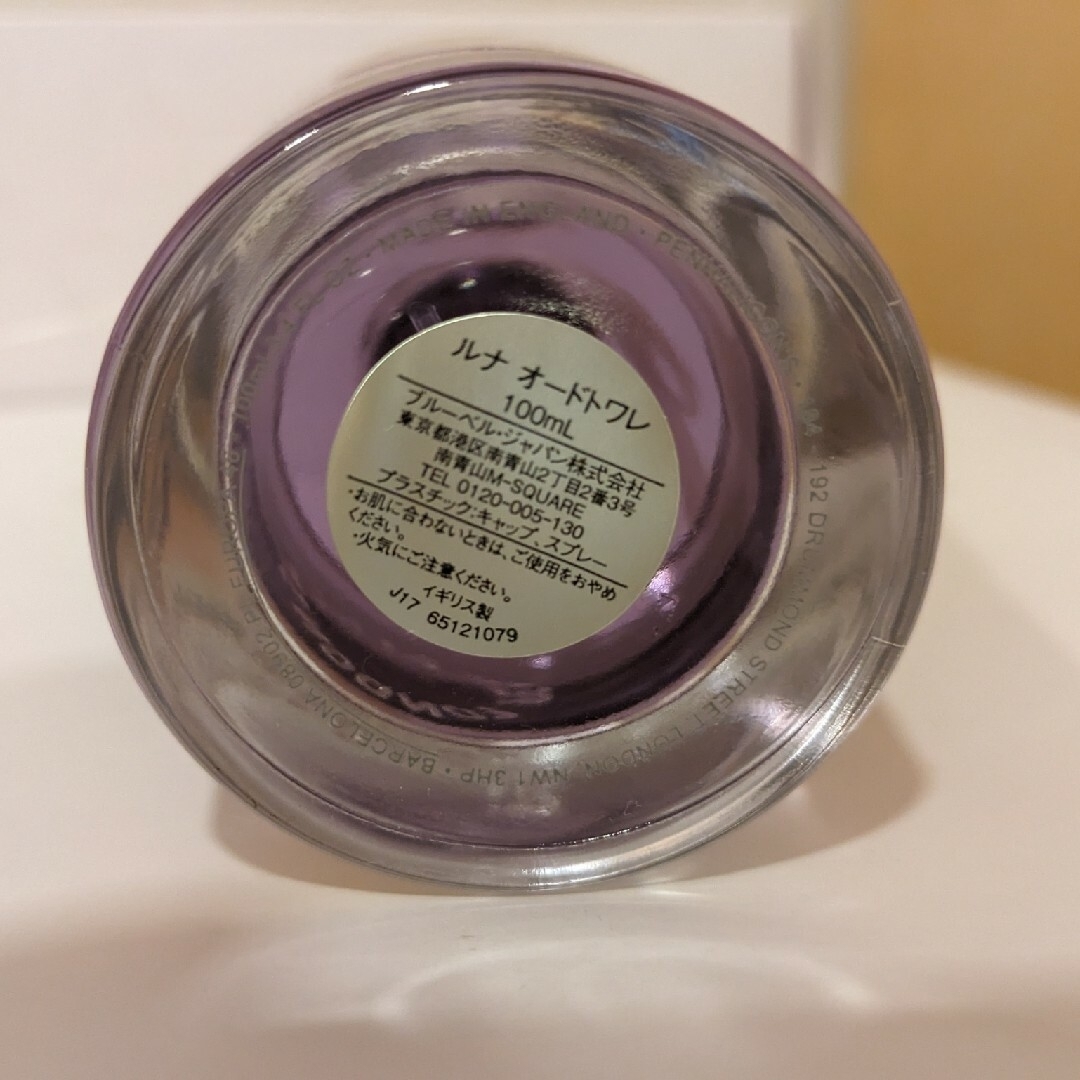 ルナ オードトワレ
100mL
ブルーベル・ジャパン株式会社
東京都港区南青山2丁目2番3号
南青山M-SQUARE
TEL 0120-005-130
プラスチック:キャップ、スプレー
・お肌に合わないときは、ご使用をおやめ
ください。
・火気にご注意ください。
イギリス製
J17 65121079
MADE IN ENGLAND · 192 DRUMMOND STREET LONDON, NW1 3HP · BARCELONA 08902